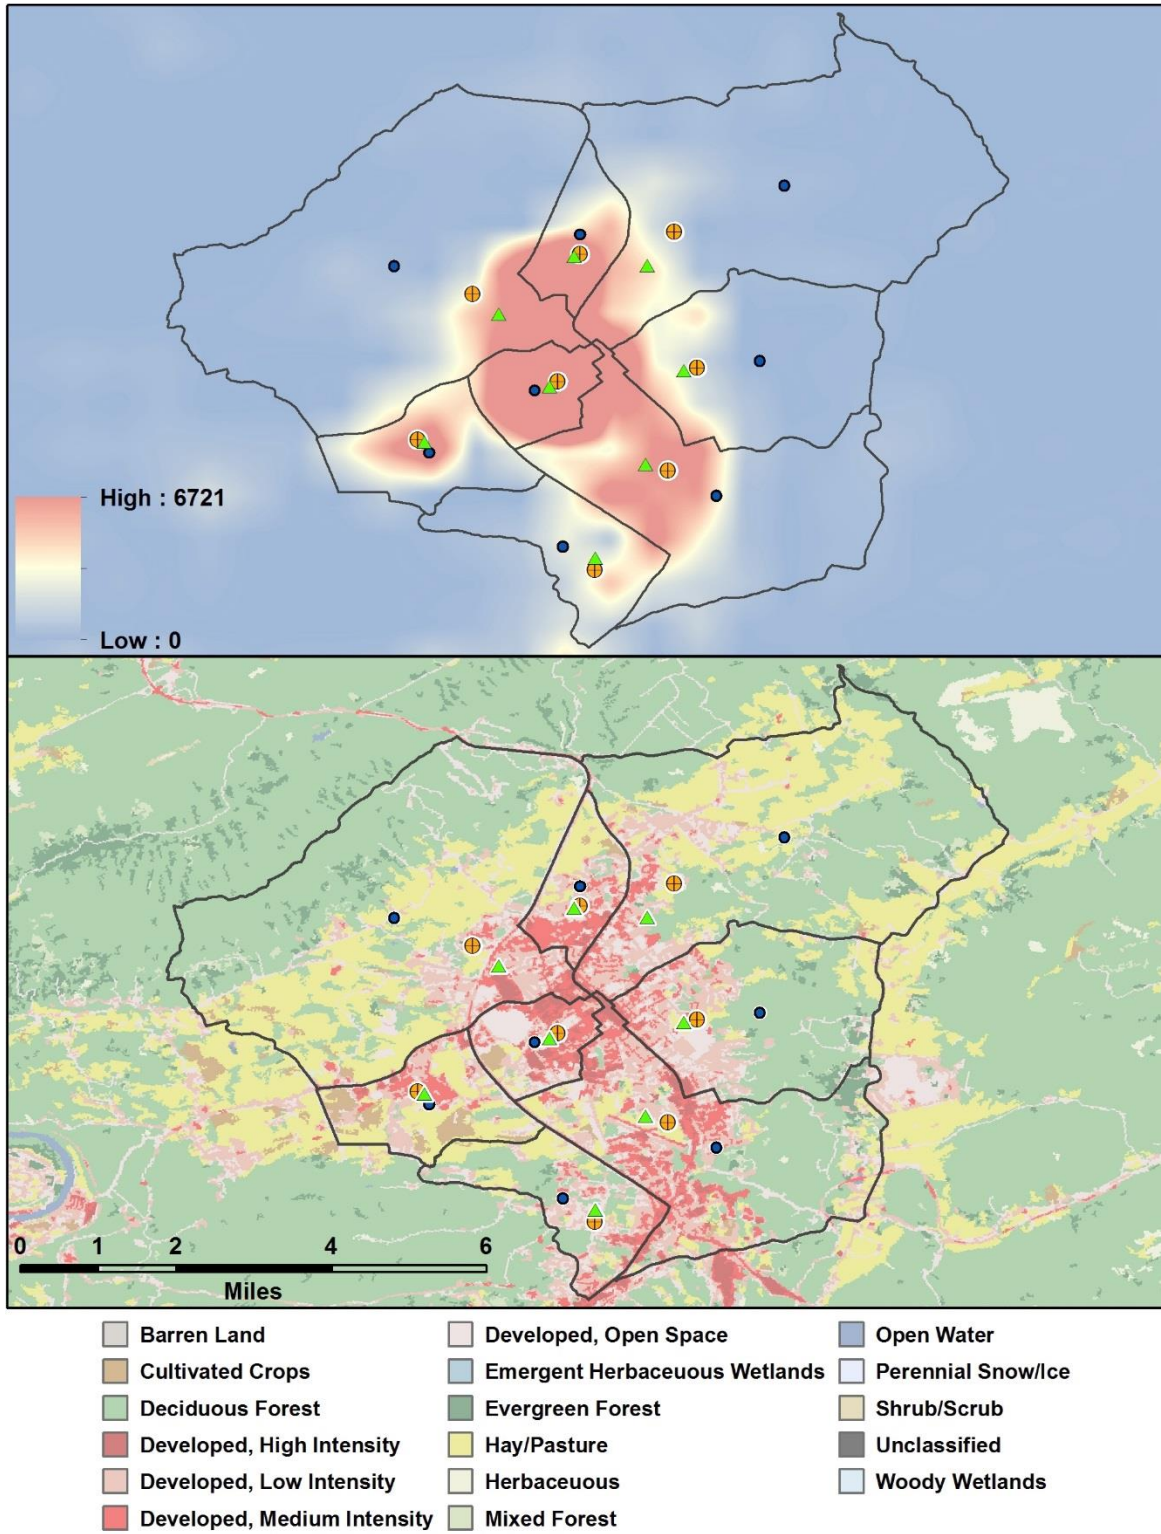 High : 6721
Low : 0
0 1 2 4 6
Miles
Barren Land
Cultivated Crops
Deciduous Forest
Developed, High Intensity
Developed, Low Intensity
Developed, Medium Intensity
Developed, Open Space
Emergent Herbaceuous Wetlands
Evergreen Forest
Hay/Pasture
Herbaceuous
Mixed Forest
Open Water
Perennial Snow/Ice
Shrub/Scrub
Unclassified
Woody Wetlands